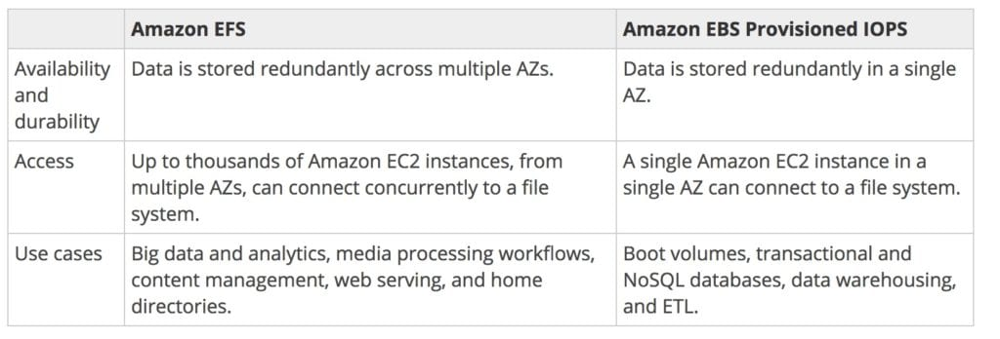 Amazon EFS
Amazon EBS Provisioned IOPS
Availability
and
durability
Data is stored redundantly across multiple AZs.
Data is stored redundantly in a single
AZ.
Access
Up to thousands of Amazon EC2 instances, from
multiple AZs, can connect concurrently to a file
system.
A single Amazon EC2 instance in a
single AZ can connect to a file system.
Use cases
Big data and analytics, media processing workflows,
content management, web serving, and home
directories.
Boot volumes, transactional and
NoSQL databases, data warehousing,
and ETL.